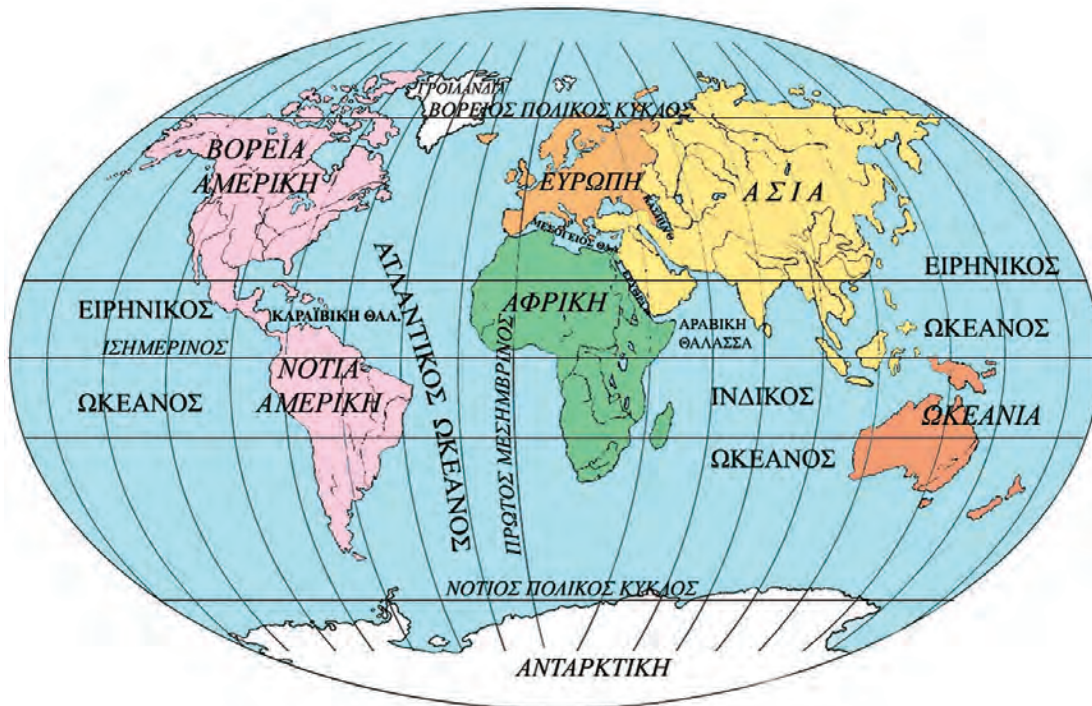 ΓΡΟΙΛΑΝΔΙΑ
ΒΟΡΕΙΟΣ ΠΟΛΙΚΟΣ ΚΥΚΛΟΣ
ΒΟΡΕΙΑ
ΑΜΕΡΙΚΗ
ΕΥΡΩΠΗ
ΑΣΙΑ
ΜΕΣΟΓΕΙΟΣ ΘΑΛ.
ΑΤΛΑΝΤΙΚΟΣ ΩΚΕΑΝΟΣ
ΕΙΡΗΝΙΚΟΣ
ΕΙΡΗΝΙΚΟΣ
ΚΑΡΑΪΒΙΚΗ ΘΑΛ.
ΑΦΡΙΚΗ
ΑΡΑΒΙΚΗ
ΘΑΛΑΣΣΑ
ΩΚΕΑΝΟΣ
ΙΣΗΜΕΡΙΝΟΣ
ΠΡΩΤΟΣ ΜΕΣΗΜΒΡΙΝΟΣ
ΝΟΤΙΑ
ΑΜΕΡΙΚΗ
ΩΚΕΑΝΟΣ
ΙΝΔΙΚΟΣ
ΩΚΕΑΝΟΣ
ΩΚΕΑΝΙΑ
ΝΟΤΙΟΣ ΠΟΛΙΚΟΣ ΚΥΚΛΟΣ
ΑΝΤΑΡΚΤΙΚΗ